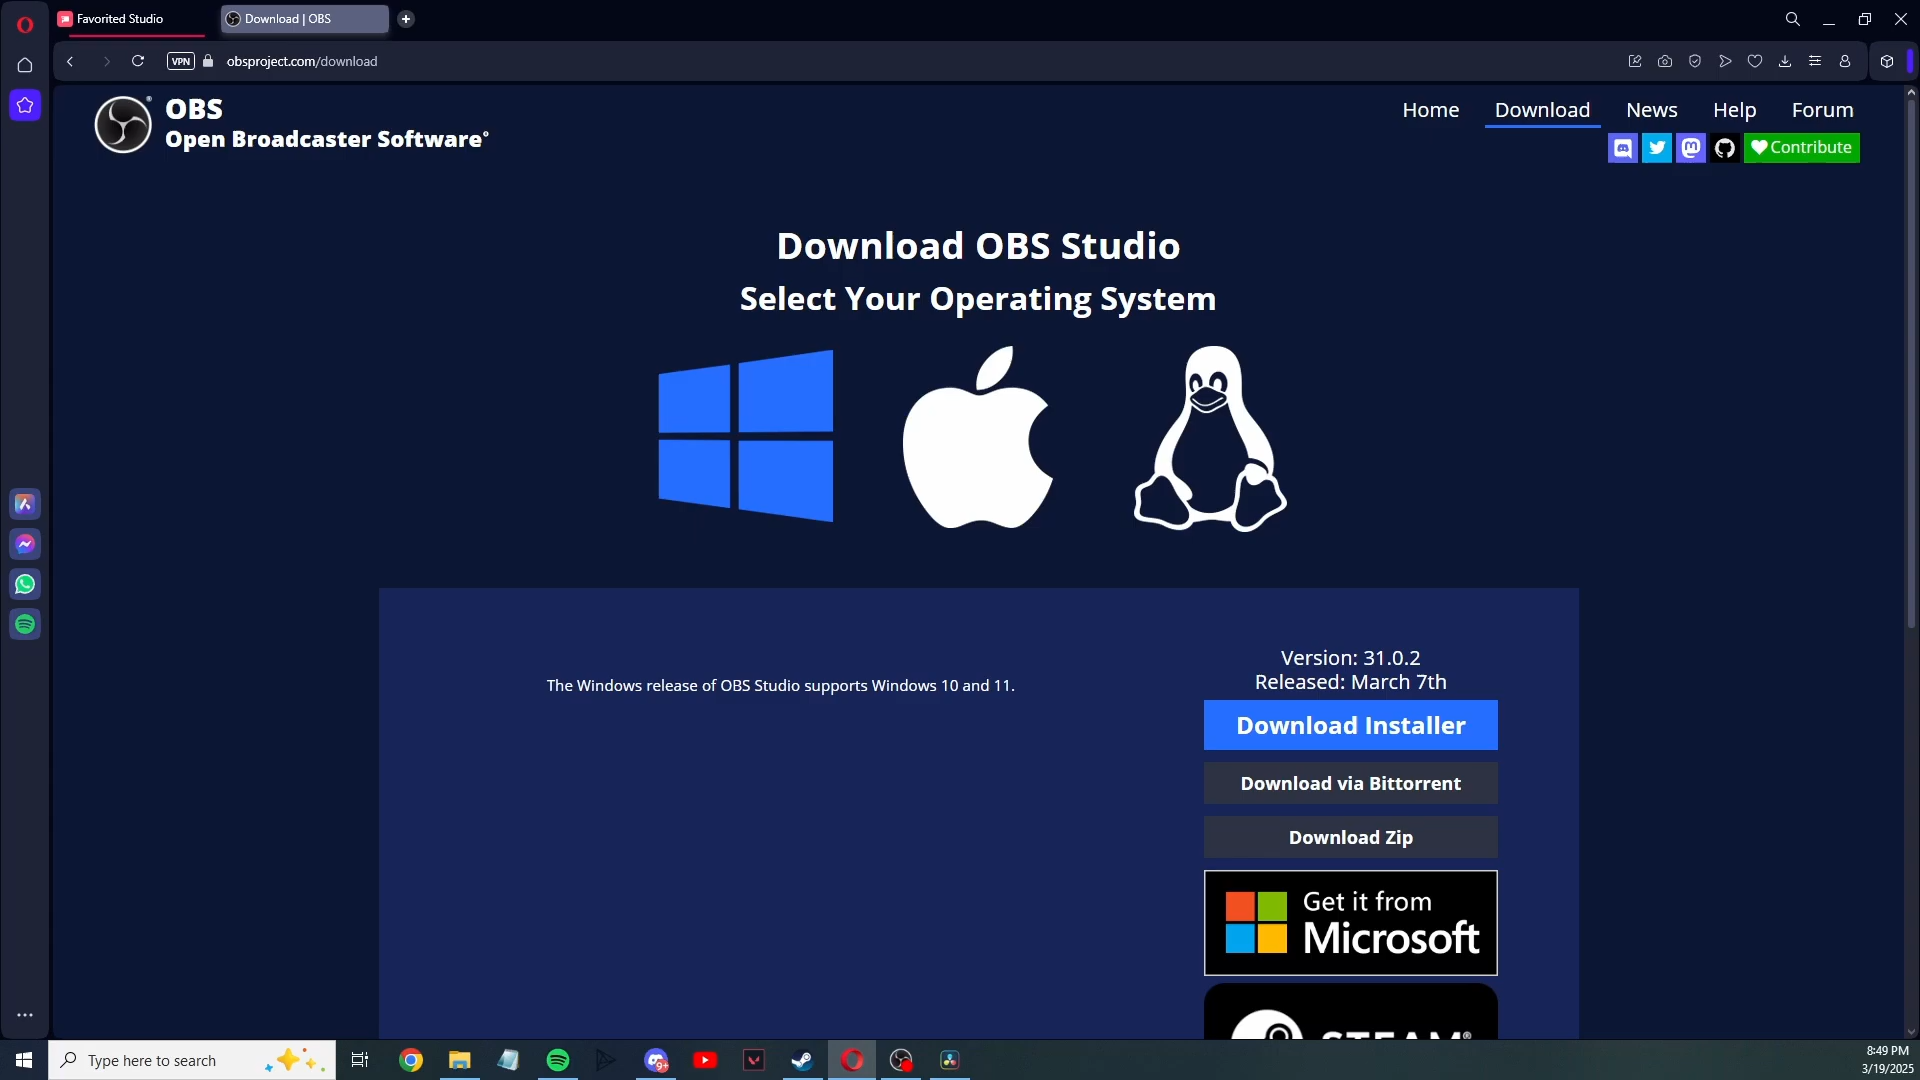 Favorited Studio
Download | OBS
VPN
obsproject.com/download
OBS
Open Broadcaster Software®
Home
Download
News
Help
Forum
Contribute
Download OBS Studio
Select Your Operating System
The Windows release of OBS Studio supports Windows 10 and 11.
Version: 31.0.2
Released: March 7th
Download Installer
Download via Bittorrent
Download Zip
Get it from
Microsoft
STEAM®
Type here to search
9+
8:49 PM
3/19/2025